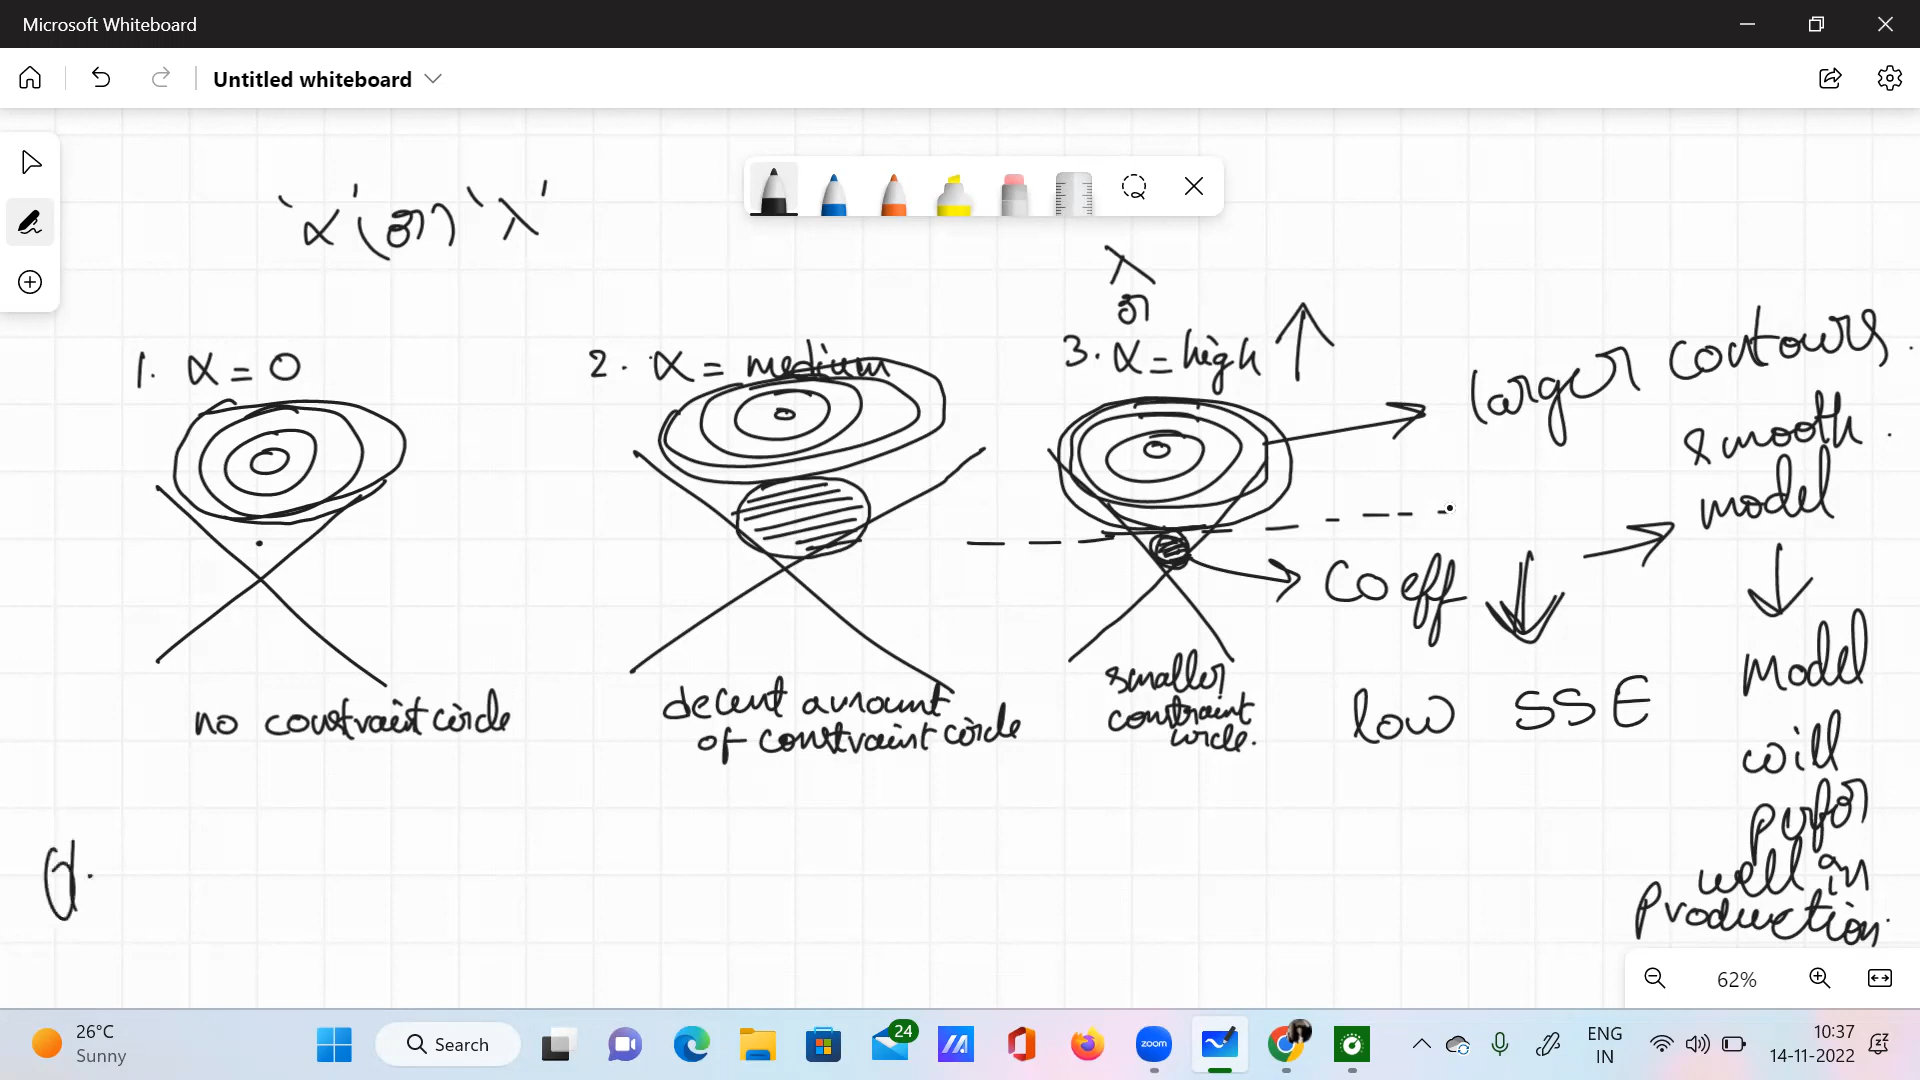 Microsoft Whiteboard
Untitled whiteboard
'α' (or) 'λ'
λ
or
1. α = 0
2. α = medium
3. α = high ↑
larger contours.
smooth
model
Coeff ↓
Model
will
perfor
well in
Production.
no constraint circle
decent amount
of constraint circle
smaller
constraint
circle.
low SSE
62%
26°C
Sunny
Search
24
zoom
ENG
IN
10:37
14-11-2022